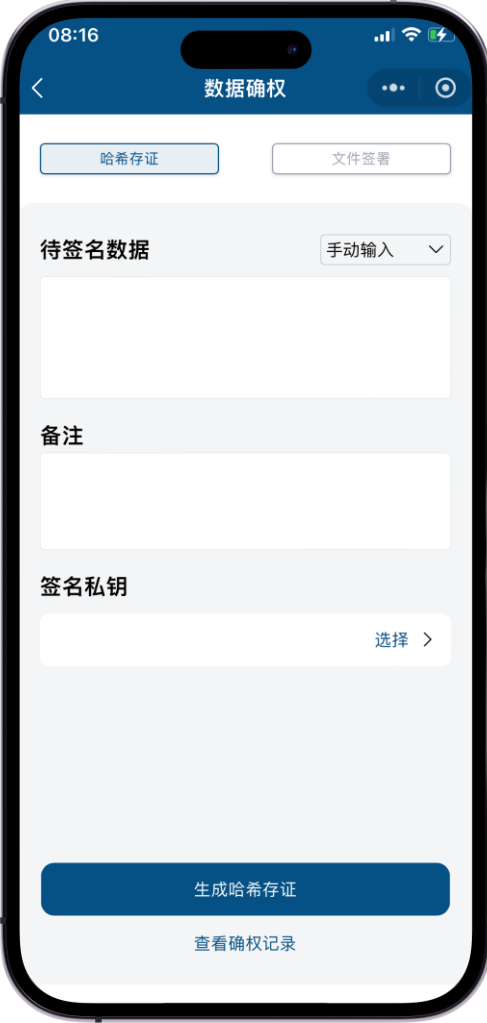 08:16
数据确权
哈希存证 文件签署
待签名数据 手动输入
备注
签名私钥
选择
生成哈希存证
查看确权记录